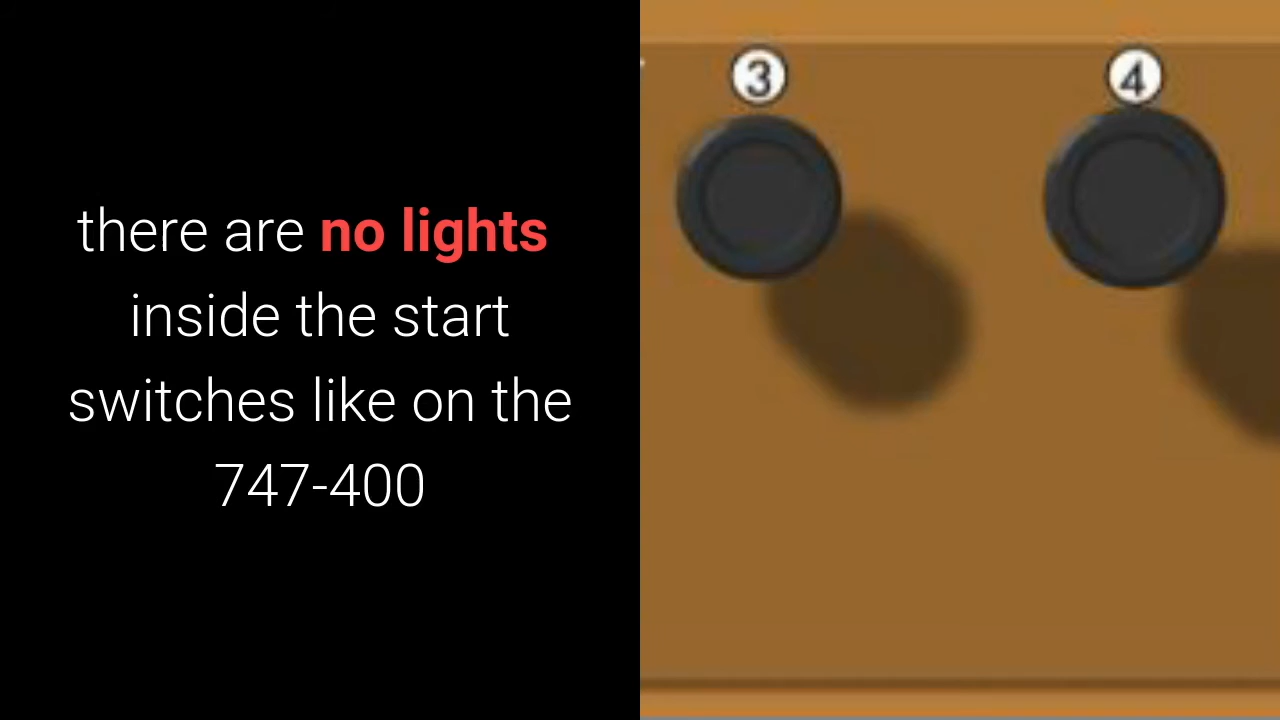 there are no lights
inside the start
switches like on the
747-400
3
4